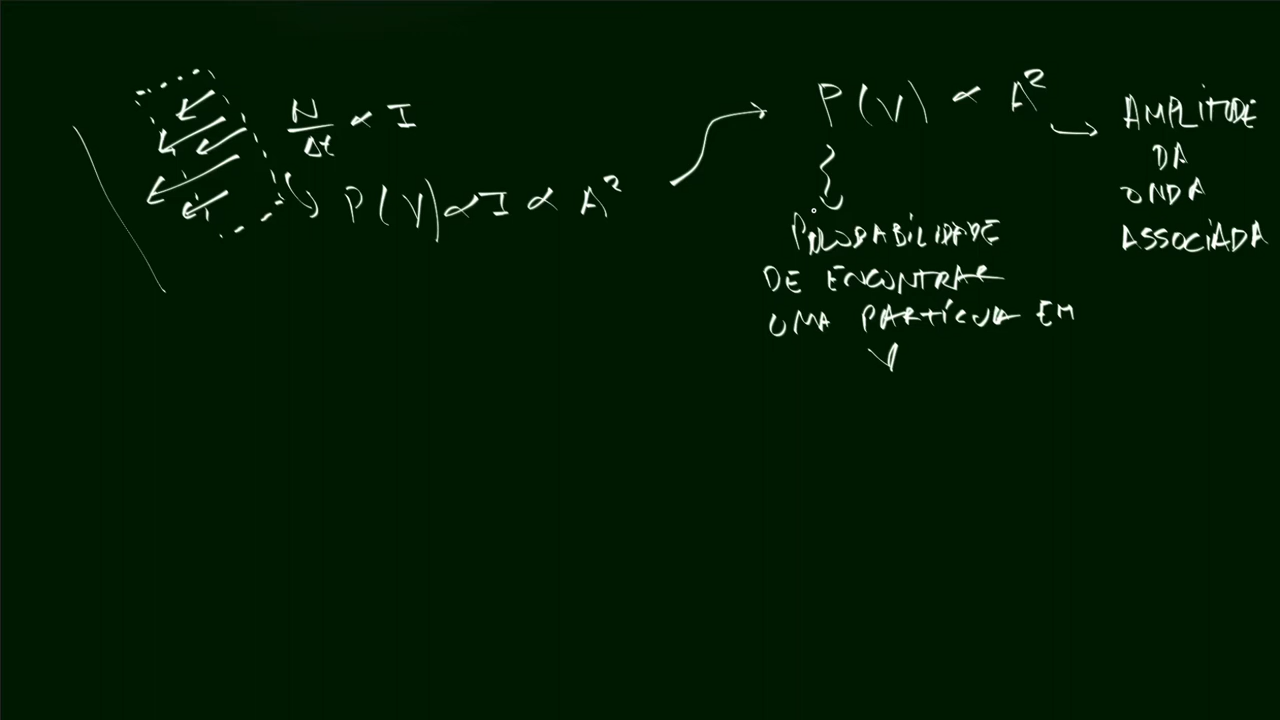 N/Δt ∝ I
P(V) ∝ I ∝ A²
P(V) ∝ A²
PROBABILIDADE
DE ENCONTRAR
UMA PARTÍCULA EM
V
AMPLITUDE
DA
ONDA
ASSOCIADA